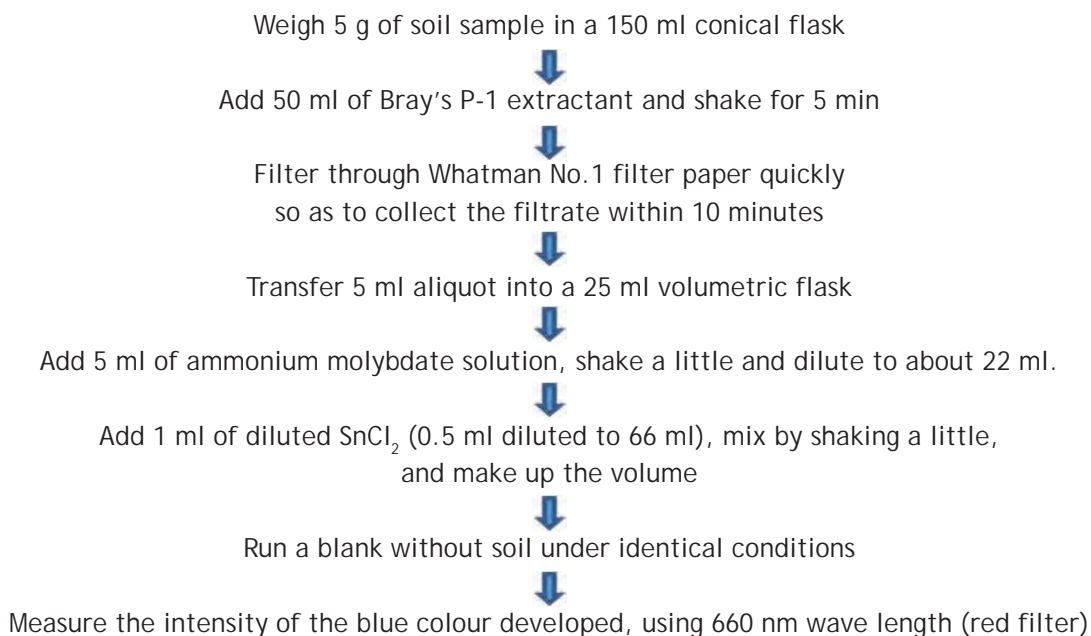 Weigh 5 g of soil sample in a 150 ml conical flask
Add 50 ml of Bray's P-1 extractant and shake for 5 min
Filter through Whatman No.1 filter paper quickly
so as to collect the filtrate within 10 minutes
Transfer 5 ml aliquot into a 25 ml volumetric flask
Add 5 ml of ammonium molybdate solution, shake a little and dilute to about 22 ml.
Add 1 ml of diluted SnCl₂ (0.5 ml diluted to 66 ml), mix by shaking a little,
and make up the volume
Run a blank without soil under identical conditions
Measure the intensity of the blue colour developed, using 660 nm wave length (red filter)